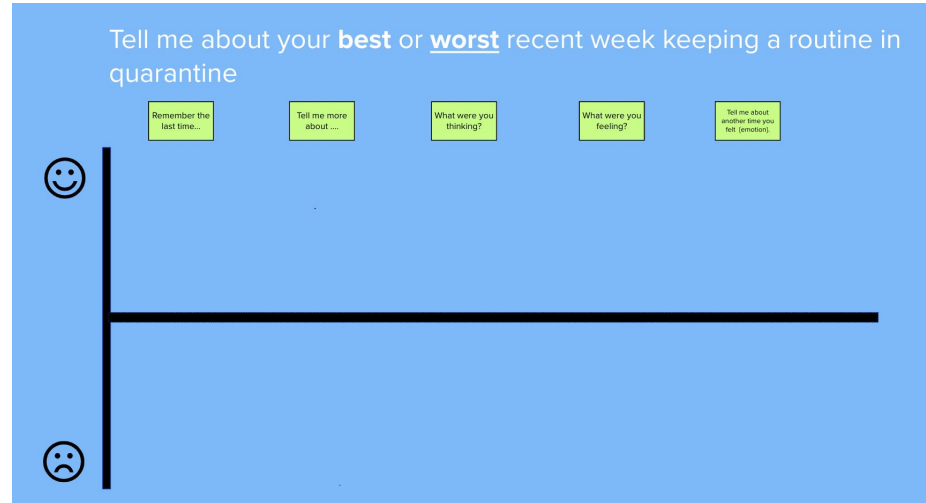 Tell me about your best or worst recent week keeping a routine in
quarantine
Remember the
last time...
Tell me more
about ....
What were you
thinking?
What were you
feeling?
Tell me about
another time you
felt (emotion).